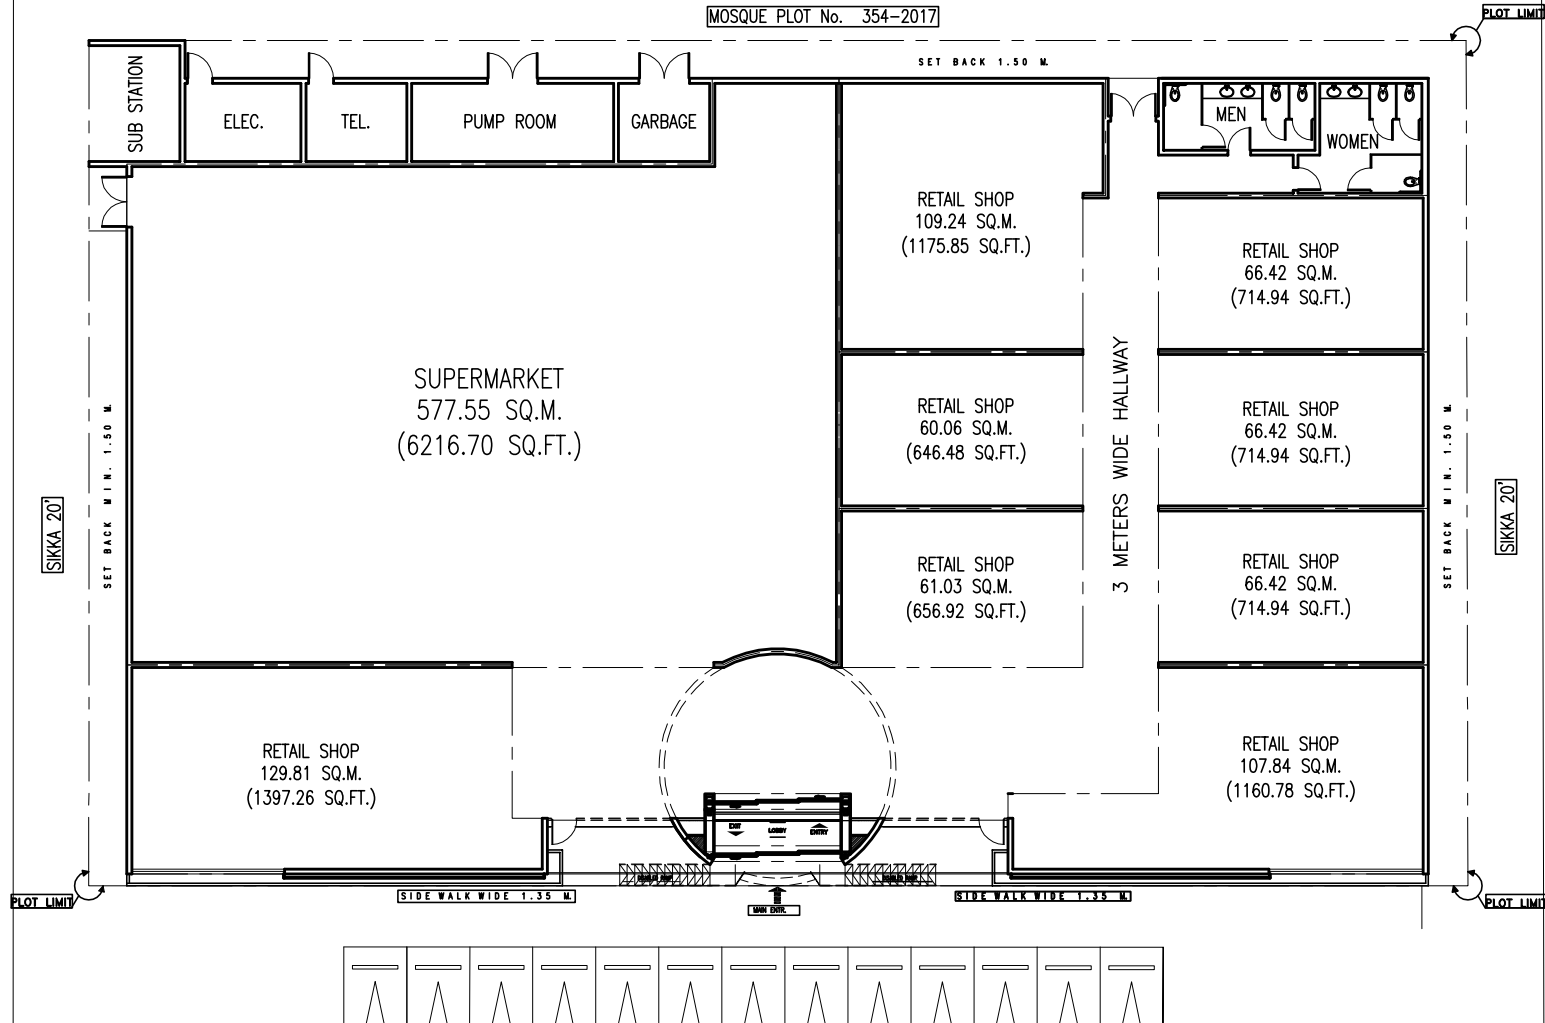 MOSQUE PLOT No. 354-2017
PLOT LIMIT
SET BACK 1.50 M.
SUB STATION
ELEC.
TEL.
PUMP ROOM
GARBAGE
MEN
WOMEN
RETAIL SHOP
109.24 SQ.M.
(1175.85 SQ.FT.)
RETAIL SHOP
66.42 SQ.M.
(714.94 SQ.FT.)
SUPERMARKET
577.55 SQ.M.
(6216.70 SQ.FT.)
RETAIL SHOP
60.06 SQ.M.
(646.48 SQ.FT.)
3 METERS WIDE HALLWAY
RETAIL SHOP
66.42 SQ.M.
(714.94 SQ.FT.)
SIKKA 20'
SET BACK MIN. 1.50 M.
SET BACK MIN. 1.50 M.
SIKKA 20'
RETAIL SHOP
61.03 SQ.M.
(656.92 SQ.FT.)
RETAIL SHOP
66.42 SQ.M.
(714.94 SQ.FT.)
RETAIL SHOP
129.81 SQ.M.
(1397.26 SQ.FT.)
RETAIL SHOP
107.84 SQ.M.
(1160.78 SQ.FT.)
EXIT
LOBBY
ENTRY
PLOT LIMIT
SIDE WALK WIDE 1.35 M.
MAIN ENTR.
SIDE WALK WIDE 1.35 M.
PLOT LIMIT